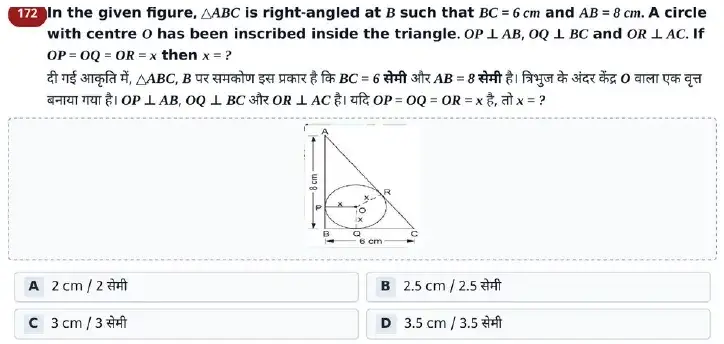 172 In the given figure, △ABC is right-angled at B such that BC = 6 cm and AB = 8 cm. A circle
with centre O has been inscribed inside the triangle. OP ⊥ AB, OQ ⊥ BC and OR ⊥ AC. If
OP = OQ = OR = x then x = ?
दी गई आकृति में, △ABC, B पर समकोण इस प्रकार है कि BC = 6 सेमी और AB = 8 सेमी है। त्रिभुज के अंदर केंद्र O वाला एक वृत्त
बनाया गया है। OP ⊥ AB, OQ ⊥ BC और OR ⊥ AC है। यदि OP = OQ = OR = x है, तो x = ?
A
8 cm
R
x
P x O
x
B Q C
6 cm
A 2 cm / 2 सेमी
B 2.5 cm / 2.5 सेमी
C 3 cm / 3 सेमी
D 3.5 cm / 3.5 सेमी